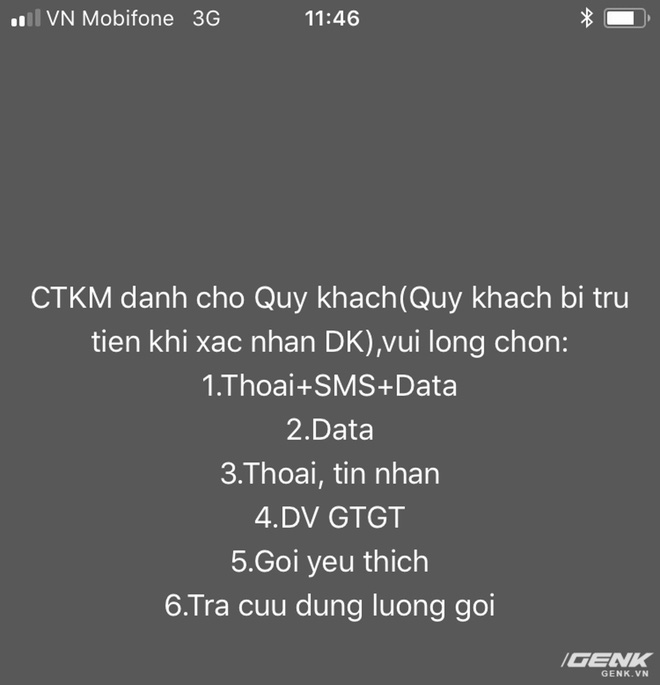 VN Mobifone 3G 11:46
CTKM danh cho Quy khach(Quy khach bi tru
tien khi xac nhan DK),vui long chon:
1.Thoai+SMS+Data
2.Data
3.Thoai, tin nhan
4.DV GTGT
5.Goi yeu thich
6.Tra cuu dung luong goi
GENK
GENK.VN